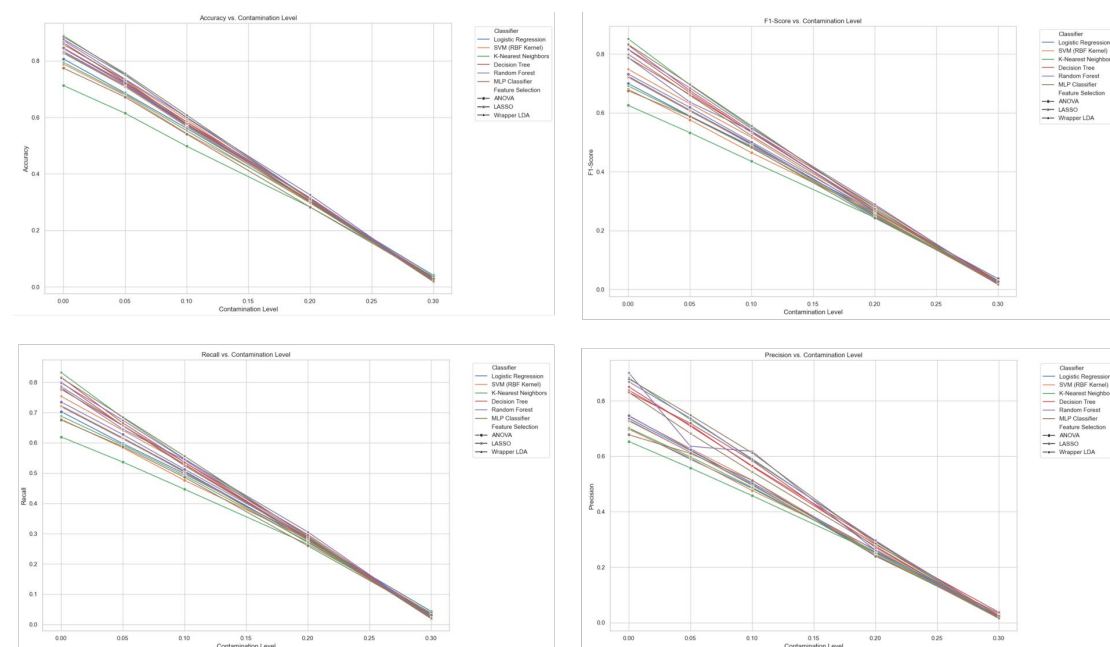 Accuracy vs. Contamination Level
Accuracy
0.8
0.6
0.4
0.2
0.0
0.00 0.05 0.10 0.15 0.20 0.25 0.30
Contamination Level
Classifier
Logistic Regression
SVM (RBF Kernel)
K-Nearest Neighbors
Decision Tree
Random Forest
MLP Classifier
Feature Selection
ANOVA
LASSO
Wrapper LDA
F1-Score vs. Contamination Level
F1-Score
0.8
0.6
0.4
0.2
0.0
0.00 0.05 0.10 0.15 0.20 0.25 0.30
Contamination Level
Classifier
Logistic Regression
SVM (RBF Kernel)
K-Nearest Neighbor
Decision Tree
Random Forest
MLP Classifier
Feature Selection
ANOVA
LASSO
Wrapper LDA
Recall vs. Contamination Level
Recall
0.8
0.7
0.6
0.5
0.4
0.3
0.2
0.1
0.0
0.00 0.05 0.10 0.15 0.20 0.25 0.30
Contamination Level
Classifier
Logistic Regression
SVM (RBF Kernel)
K-Nearest Neighbors
Decision Tree
Random Forest
MLP Classifier
Feature Selection
ANOVA
LASSO
Wrapper LDA
Precision vs. Contamination Level
Precision
0.8
0.6
0.4
0.2
0.0
0.00 0.05 0.10 0.15 0.20 0.25 0.30
Contamination Level
Classifier
Logistic Regression
SVM (RBF Kernel)
K-Nearest Neighbo
Decision Tree
Random Forest
MLP Classifier
Feature Selection
ANOVA
LASSO
Wrapper LDA